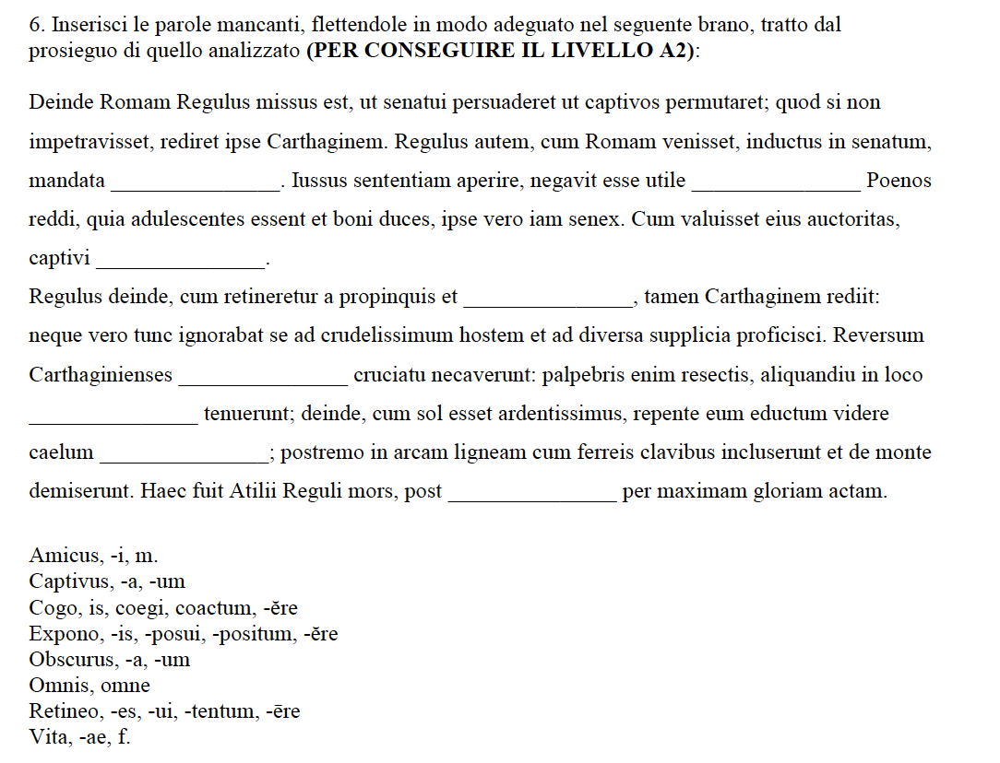 6. Inserisci le parole mancanti, flettendole in modo adeguato nel seguente brano, tratto dal
prosieguo di quello analizzato (PER CONSEGUIRE IL LIVELLO A2):
Deinde Romam Regulus missus est, ut senatui persuaderet ut captivos permutaret; quod si non
impetravisset, rediret ipse Carthaginem. Regulus autem, cum Romam venisset, inductus in senatum,
mandata _______________. Iussus sententiam aperire, negavit esse utile _______________ Poenos
reddi, quia adulescentes essent et boni duces, ipse vero iam senex. Cum valuisset eius auctoritas,
captivi _______________.
Regulus deinde, cum retineretur a propinquis et _______________, tamen Carthaginem rediit:
neque vero tunc ignorabat se ad crudelissimum hostem et ad diversa supplicia proficisci. Reversum
Carthaginienses _______________ cruciatu necaverunt: palpebris enim resectis, aliquandiu in loco
_______________ tenuerunt; deinde, cum sol esset ardentissimus, repente eum eductum videre
caelum _______________; postremo in arcam ligneam cum ferreis clavibus incluserunt et de monte
demiserunt. Haec fuit Atilii Reguli mors, post _______________ per maximam gloriam actam.
Amicus, -i, m.
Captivus, -a, -um
Cogo, is, coegi, coactum, -ĕre
Expono, -is, -posui, -positum, -ĕre
Obscurus, -a, -um
Omnis, omne
Retineo, -es, -ui, -tentum, -ēre
Vita, -ae, f.